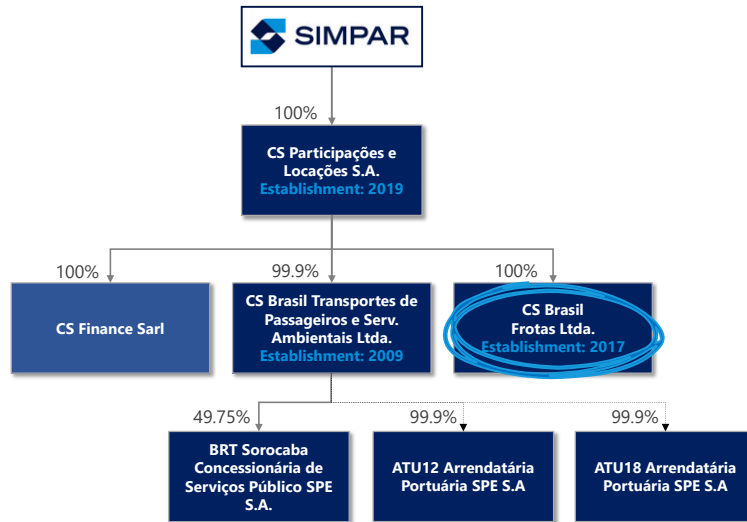 SIMPAR
100%
CS Participações e
Locações S.A.
Establishment: 2019
100%
99.9%
100%
CS Finance Sarl
CS Brasil Transportes de
Passageiros e Serv.
Ambientais Ltda.
Establishment: 2009
CS Brasil
Frotas Ltda.
Establishment: 2017
49.75%
99.9%
99.9%
BRT Sorocaba
Concessionária de
Serviços Público SPE
S.A.
ATU12 Arrendatária
Portuária SPE S.A
ATU18 Arrendatária
Portuária SPE S.A